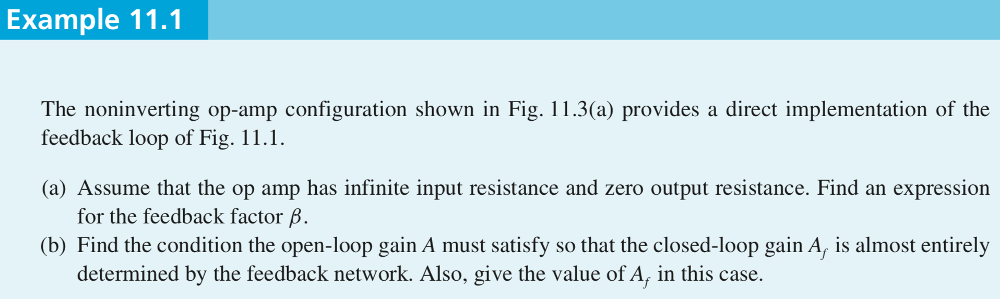 Example 11.1
The noninverting op-amp configuration shown in Fig. 11.3(a) provides a direct implementation of the
feedback loop of Fig. 11.1.
(a) Assume that the op amp has infinite input resistance and zero output resistance. Find an expression
for the feedback factor β.
(b) Find the condition the open-loop gain A must satisfy so that the closed-loop gain A_f is almost entirely
determined by the feedback network. Also, give the value of A_f in this case.